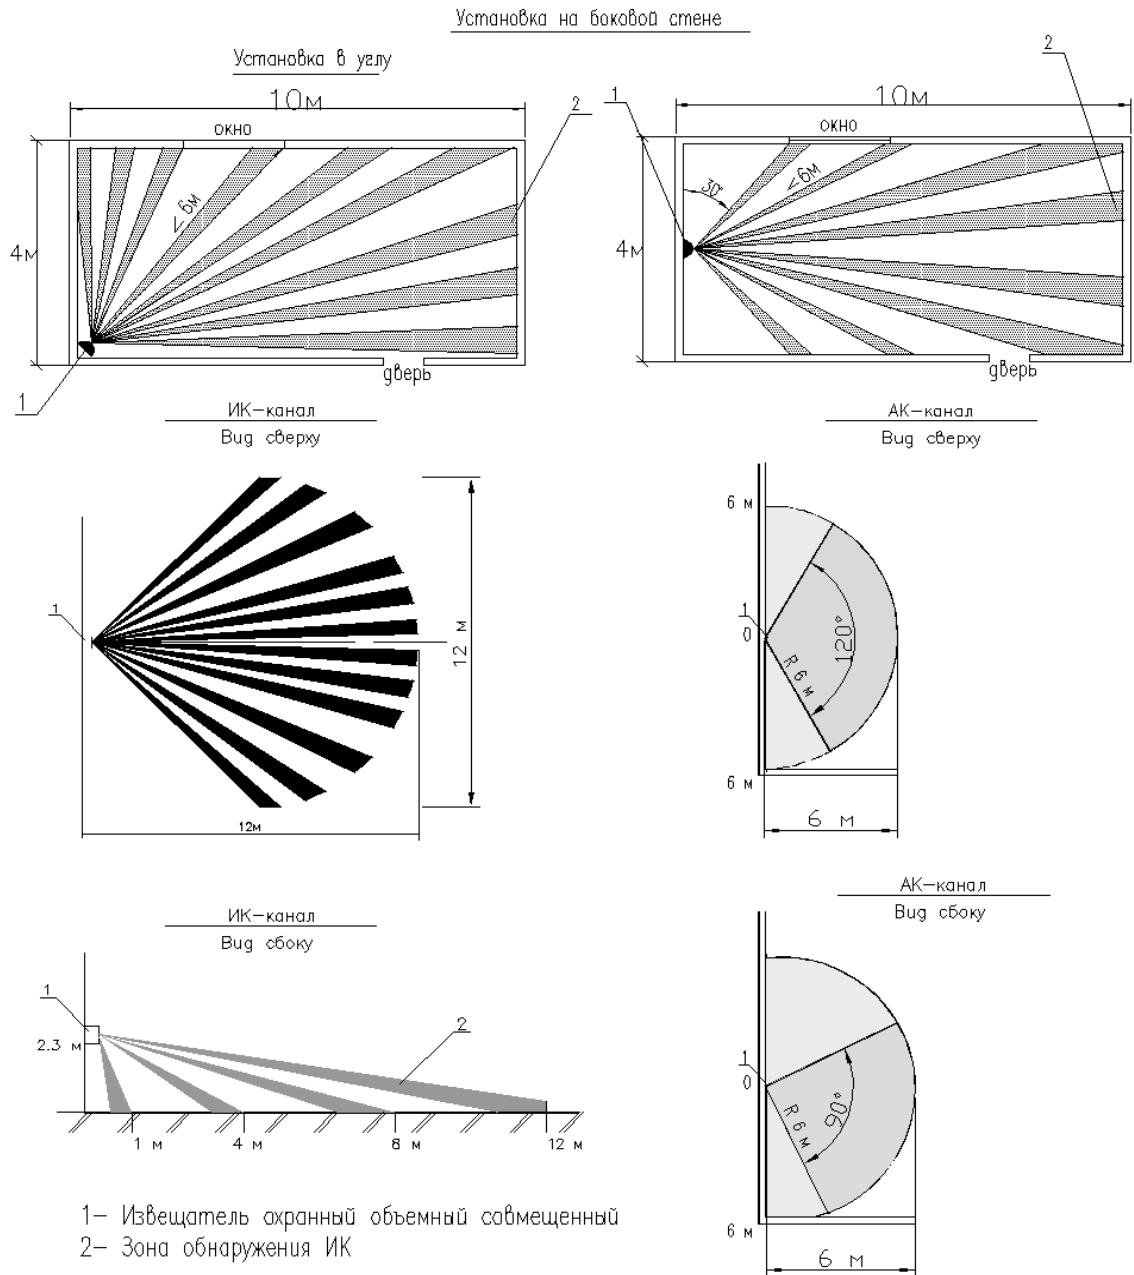 Установка на боковой стене
Установка в углу
10м
окно
2
< 6м
4м
дверь
1
1
2
10м
окно
30
< 6м
4м
дверь
ИК-канал
Вид сверху
1
12 м
12м
АК-канал
Вид сверху
6 м
1
0
120°
R 6 м
6 м
6 м
ИК-канал
Вид сбоку
1
2
2.3 м
1 м
4 м
8 м
12 м
АК-канал
Вид сбоку
1
0
90°
R 6 м
6 м
6 м
1- Извещатель охранный объемный совмещенный
2- Зона обнаружения ИК